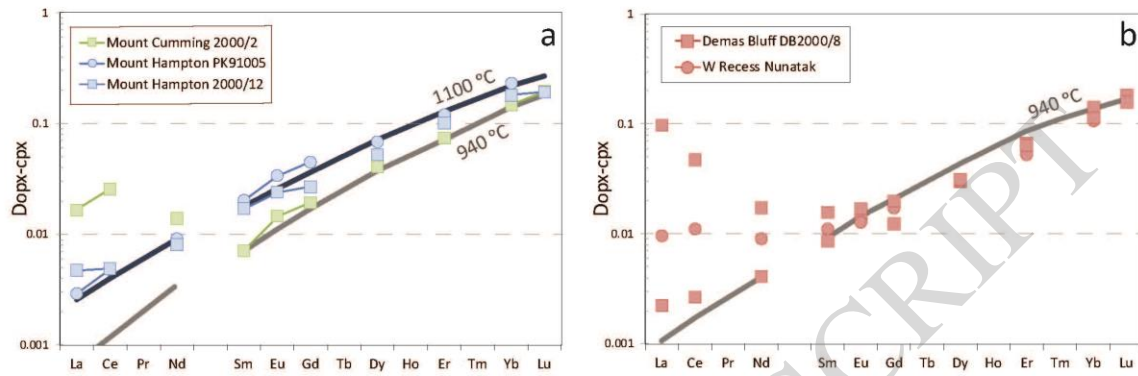 a
Mount Cumming 2000/2
Mount Hampton PK91005
Mount Hampton 2000/12
1100 °C
940 °C
Dopx-cpx
1
0.1
0.01
0.001
La Ce Pr Nd Sm Eu Gd Tb Dy Ho Er Tm Yb Lu
b
Demas Bluff DB2000/8
W Recess Nunatak
940 °C
Dopx-cpx
1
0.1
0.01
0.001
La Ce Pr Nd Sm Eu Gd Tb Dy Ho Er Tm Yb Lu
SCRIPT